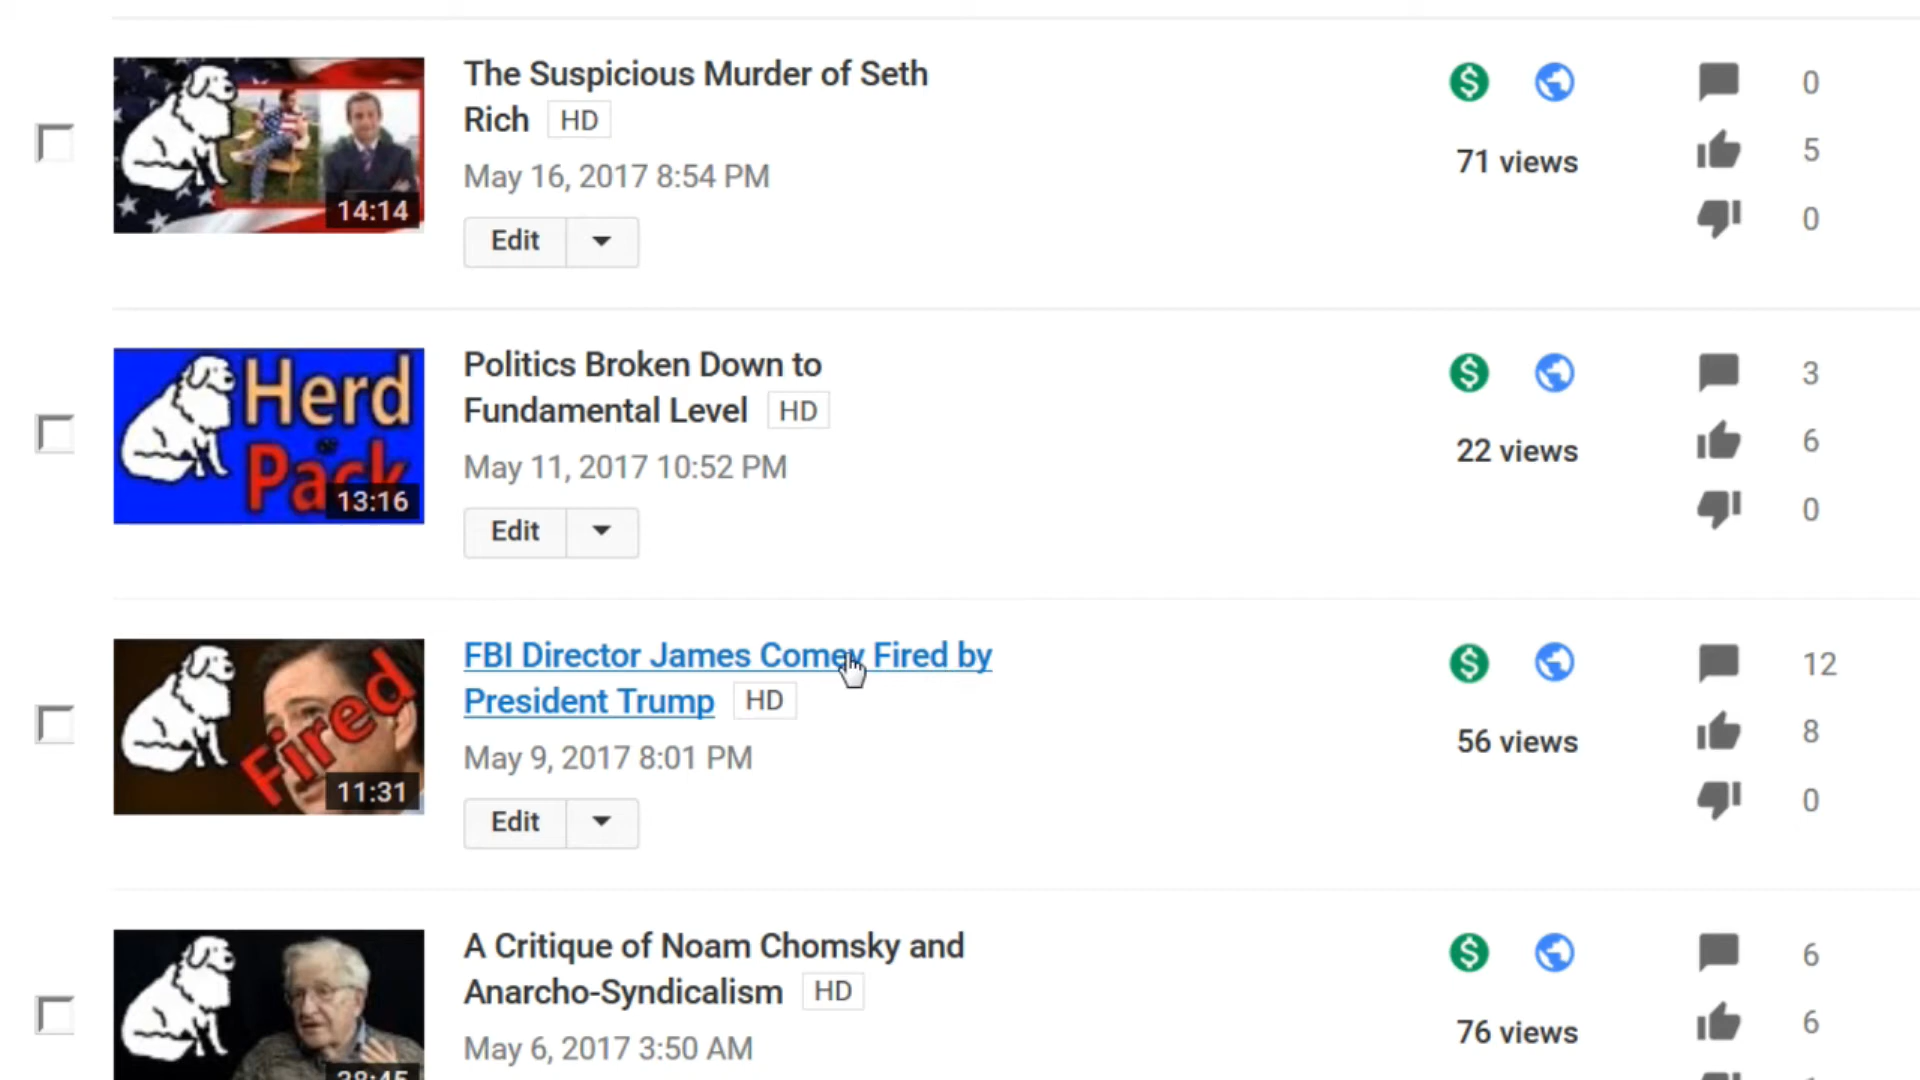 The Suspicious Murder of Seth
Rich HD
May 16, 2017 8:54 PM
Edit
14:14
71 views
0
5
0
Herd
&
Pack
13:16
Politics Broken Down to
Fundamental Level HD
May 11, 2017 10:52 PM
Edit
22 views
3
6
0
Fired
11:31
FBI Director James Comey Fired by
President Trump HD
May 9, 2017 8:01 PM
Edit
56 views
12
8
0
A Critique of Noam Chomsky and
Anarcho-Syndicalism HD
May 6, 2017 3:50 AM
76 views
6
6